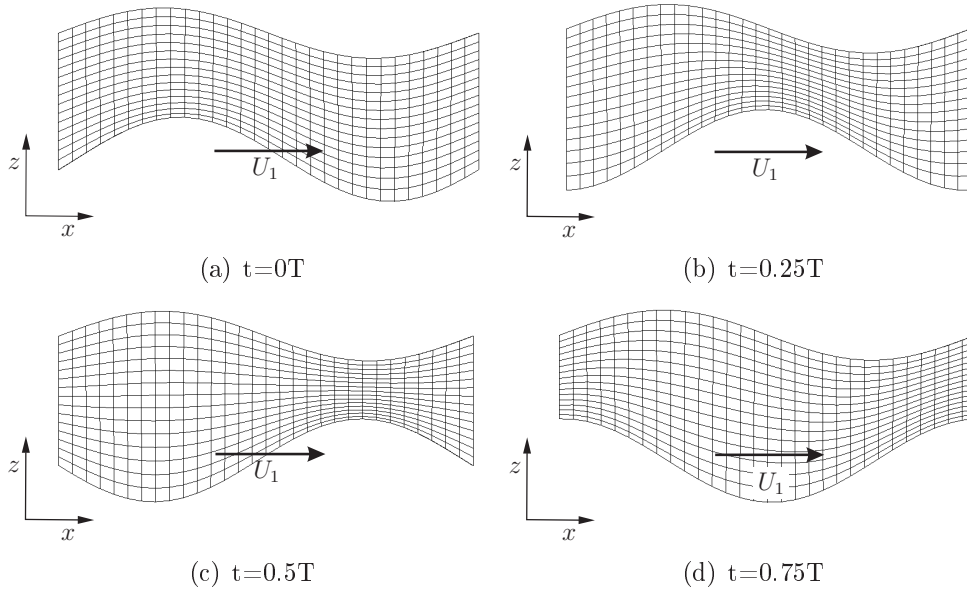 z
U₁
x
(a) t=0T
z
U₁
x
(b) t=0.25T
z
U₁
x
(c) t=0.5T
z
U₁
x
(d) t=0.75T